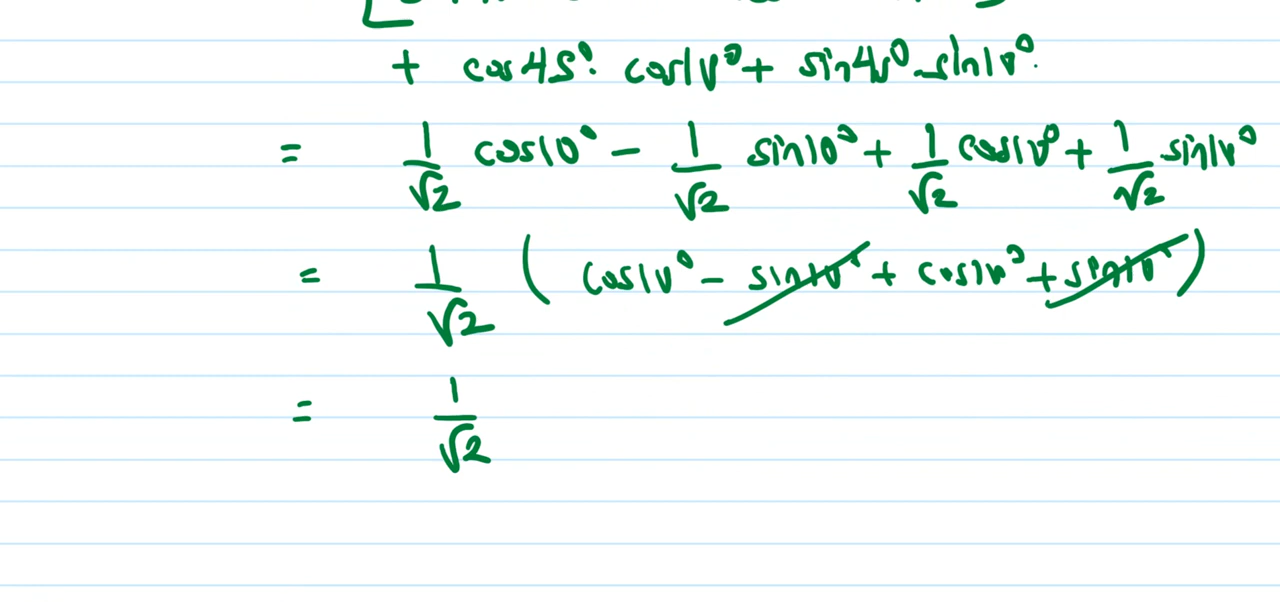 + cos45°. cos10° + sin45°. sin10°.
= 1/√2 cos10° - 1/√2 sin10° + 1/√2 cos10° + 1/√2 sin10°
= 1/√2 ( cos10° - sin10° + cos10° + sin10° )
= 1/√2